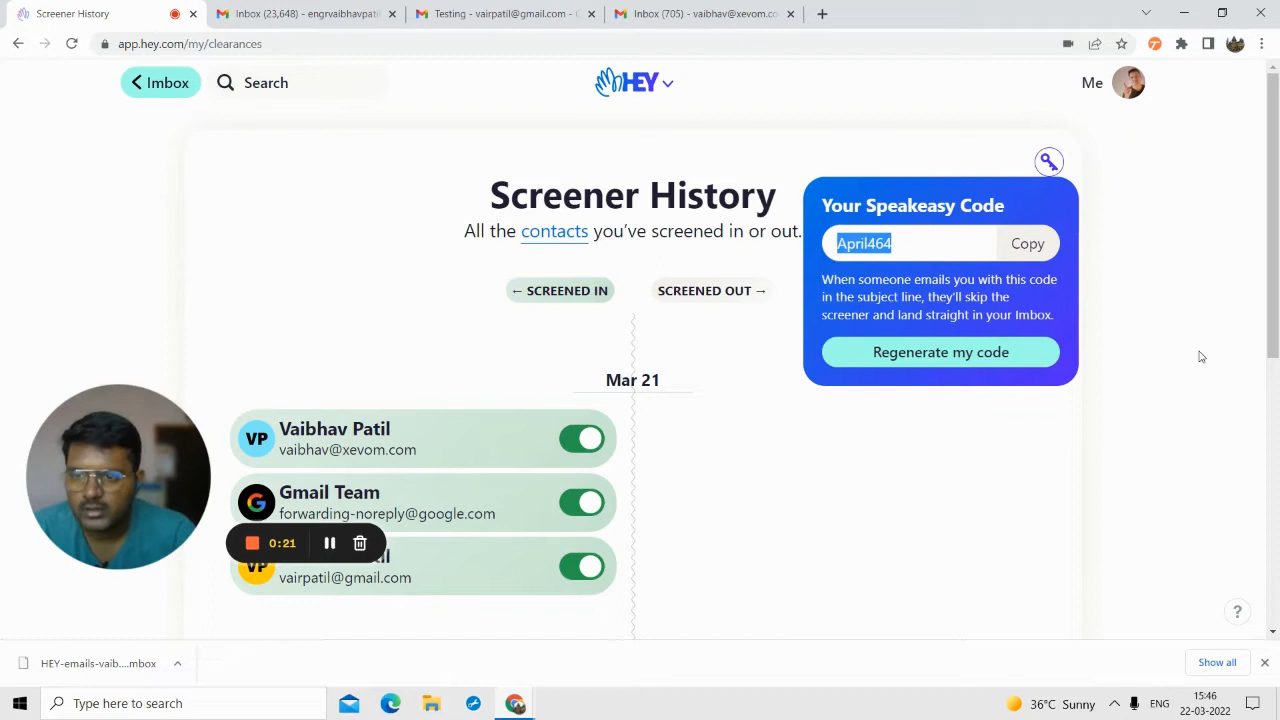 Screener History
Inbox (23,648) - engrvaibhavpati
Testing - vairpatil@gmail.com -
Inbox (705) - vaibhav@xevom.co
app.hey.com/my/clearances
Imbox
Search
HEY
Me
Screener History
All the contacts you’ve screened in or out.
← SCREENED IN
SCREENED OUT →
Your Speakeasy Code
April464
Copy
When someone emails you with this code
in the subject line, they’ll skip the
screener and land straight in your Imbox.
Regenerate my code
Mar 21
VP
Vaibhav Patil
vaibhav@xevom.com
G
Gmail Team
forwarding-noreply@google.com
0:21
VP
vairpatil@gmail.com
?
HEY-emails-vaib....mbox
Show all
Type here to search
36°C Sunny
ENG
15:46
22-03-2022